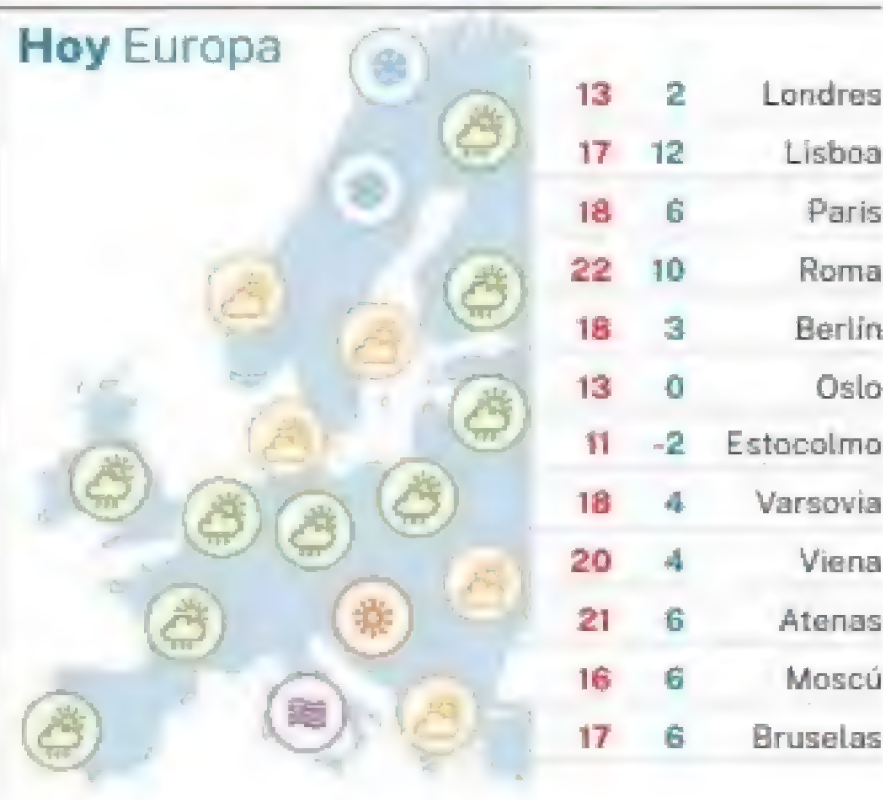 Hoy Europa
13 2 Londres
17 12 Lisboa
18 6 París
22 10 Roma
18 3 Berlín
13 0 Oslo
11 -2 Estocolmo
18 4 Varsovia
20 4 Viena
21 6 Atenas
16 6 Moscú
17 6 Bruselas